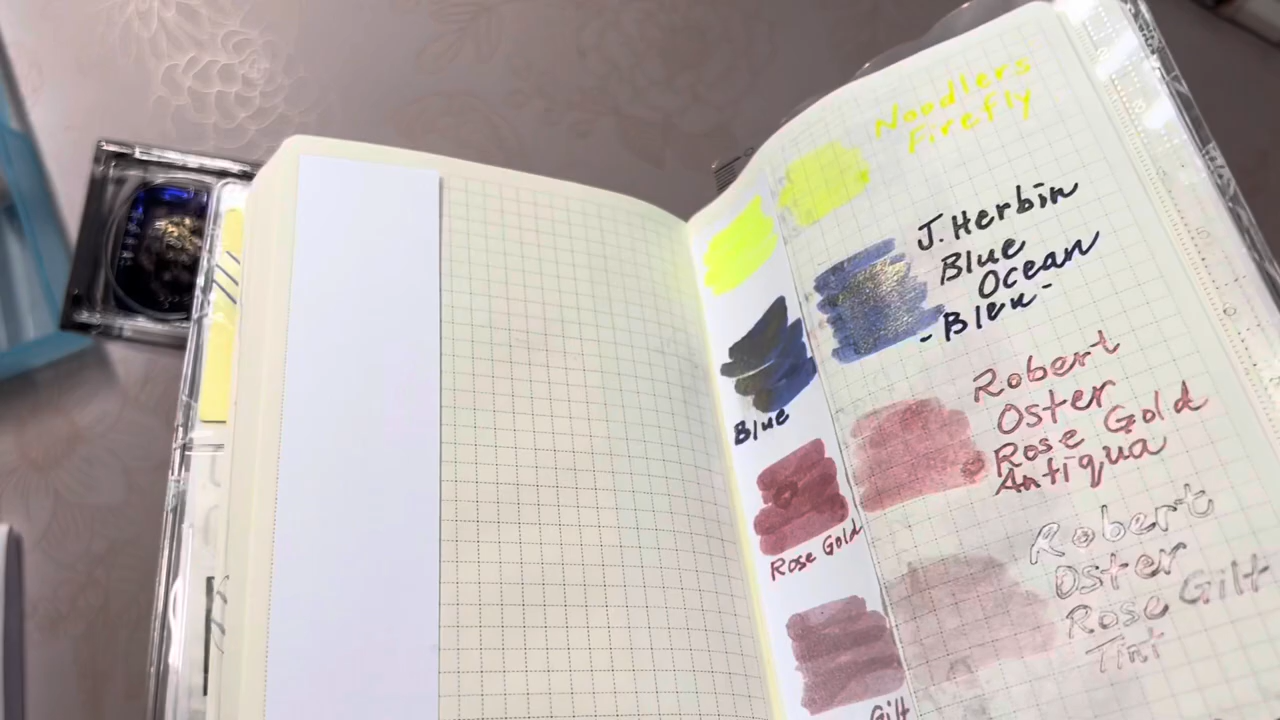 Noodlers
Firefly
J. Herbin
Blue
Ocean
- Bleu -
Blue
Robert
Oster
Rose Gold
Antiqua
Rose Gold
Robert
Oster
Rose Gilt
Tint
Gilt